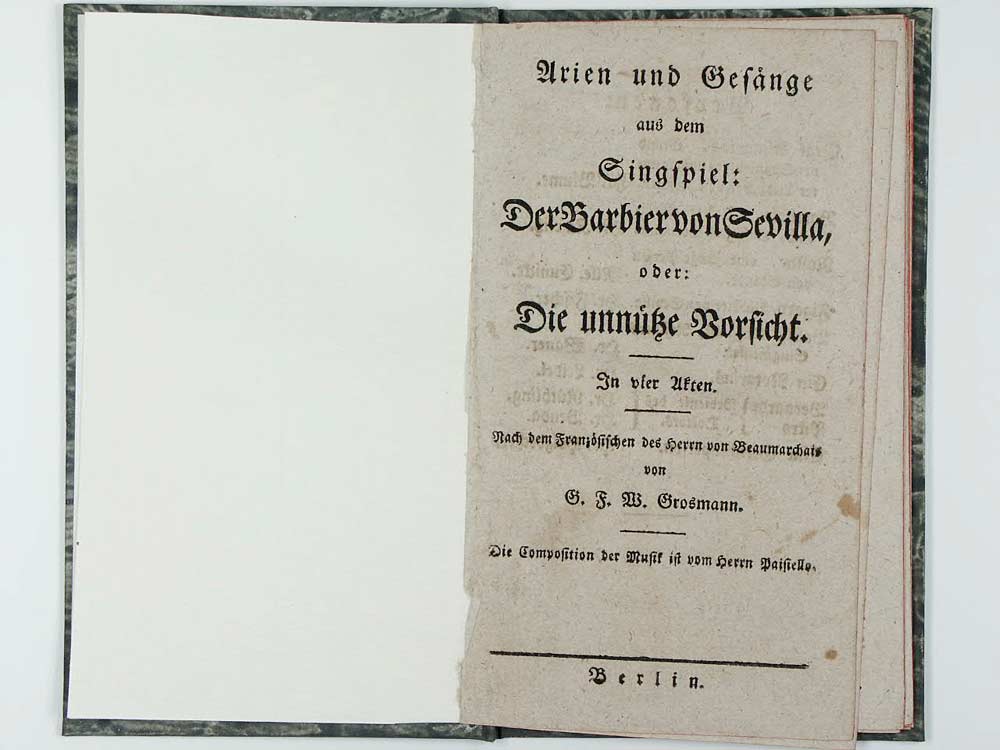 Arien und Gesänge
aus dem
Singspiel:
Der Barbier von Sevilla,
oder:
Die unnütze Vorsicht.
In vier Akten.
Nach dem Französischen des Herrn von Beaumarchais
von
G. F. W. Grosmann.
Die Composition der Musik ist vom Herrn Paisiello.
Berlin.